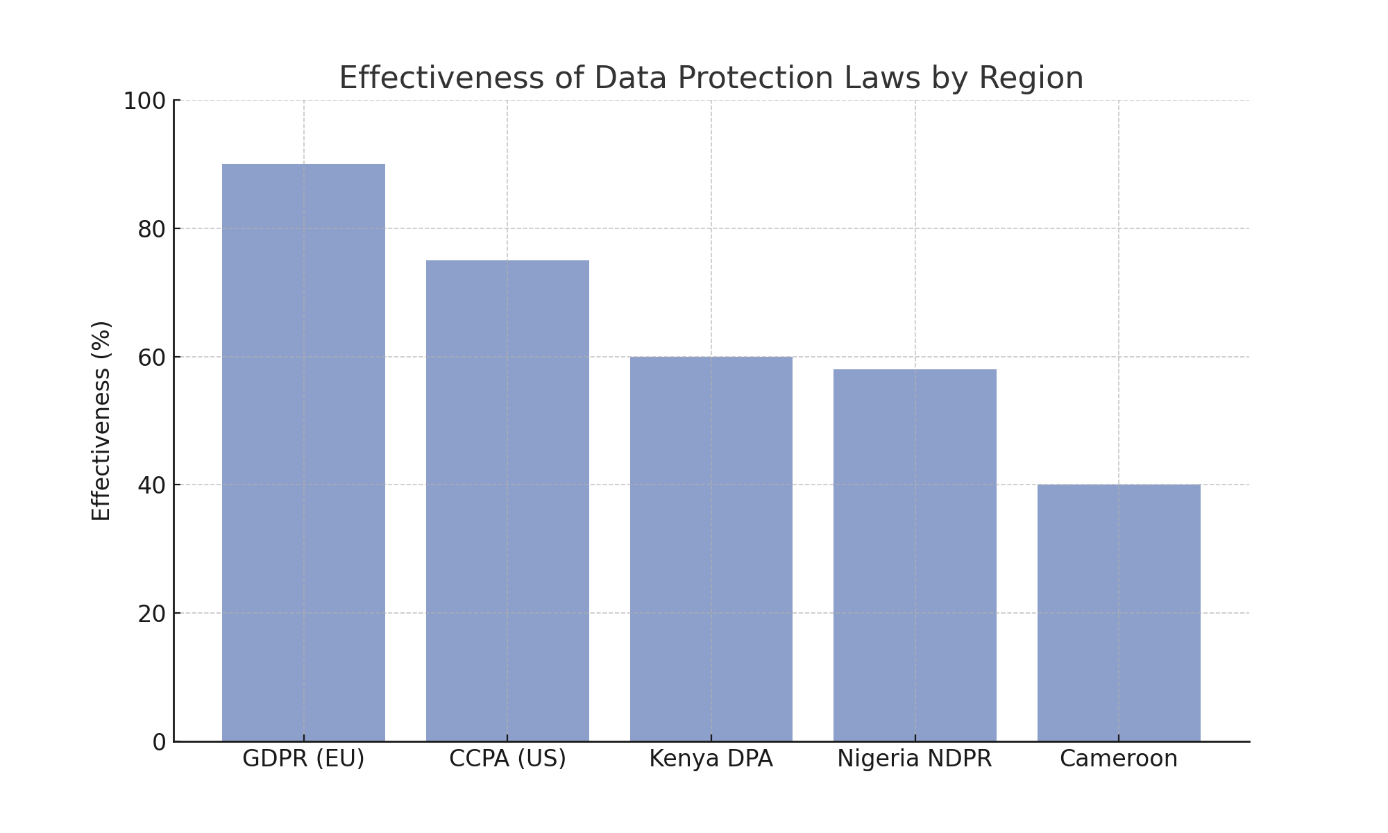 Effectiveness of Data Protection Laws by Region
100
80
60
40
20
0
Effectiveness (%)
GDPR (EU) CCPA (US) Kenya DPA Nigeria NDPR Cameroon